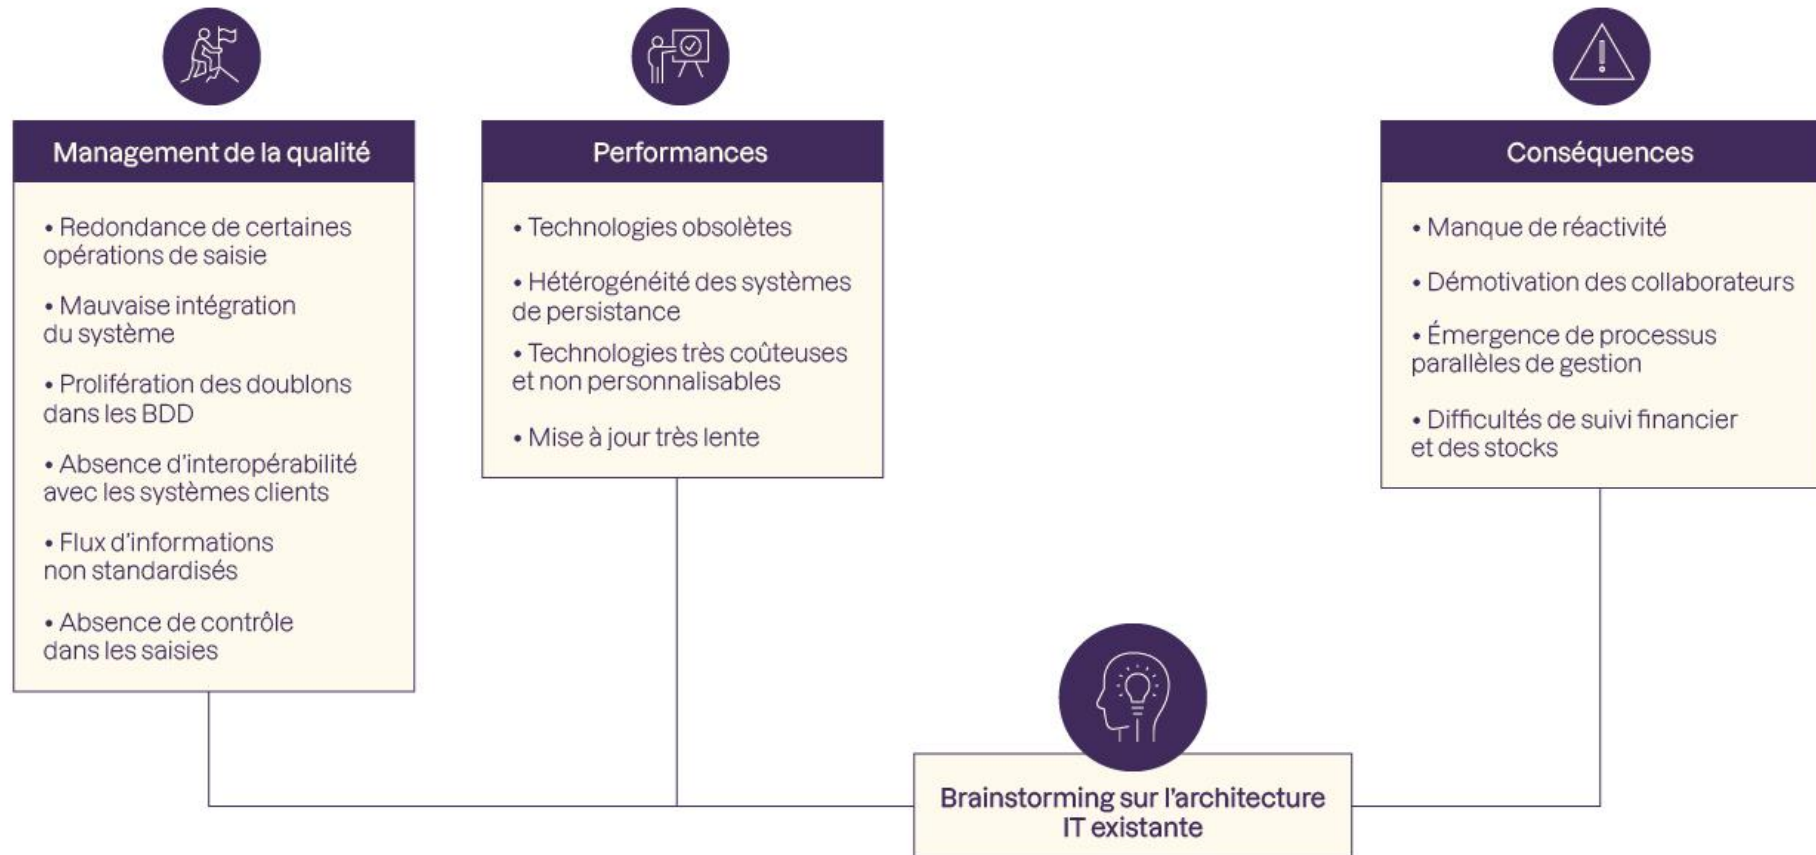 Management de la qualité
• Redondance de certaines
opérations de saisie
• Mauvaise intégration
du système
• Prolifération des doublons
dans les BDD
• Absence d'interopérabilité
avec les systèmes clients
• Flux d'informations
non standardisés
• Absence de contrôle
dans les saisies
Performances
• Technologies obsolètes
• Hétérogénéité des systèmes
de persistance
• Technologies très coûteuses
et non personnalisables
• Mise à jour très lente
Conséquences
• Manque de réactivité
• Démotivation des collaborateurs
• Émergence de processus
parallèles de gestion
• Difficultés de suivi financier
et des stocks
Brainstorming sur l'architecture
IT existante